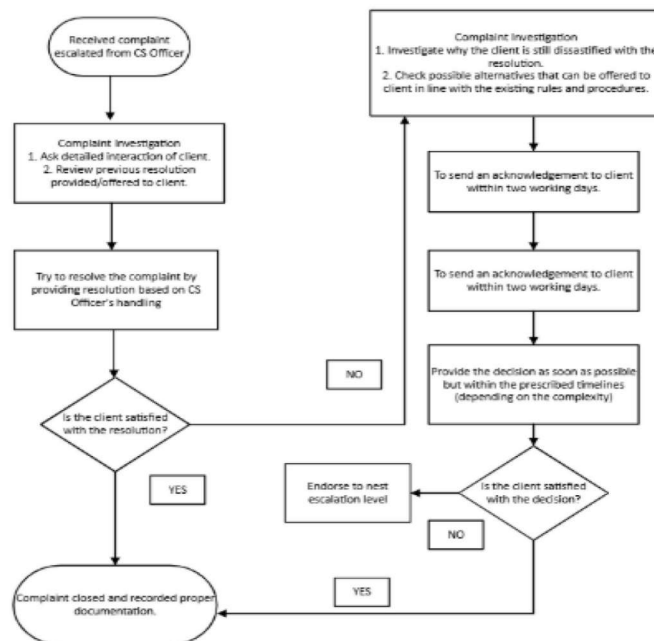 Received complaint
escalated from CS Officer
Complaint Investigation
1. Ask detailed interaction of client.
2. Review previous resolution
provided/offered to client.
Try to resolve the complaint by
providing resolution based on CS
Officer's handling
Is the client satisfied
with the resolution?
YES
NO
Complaint closed and recorded proper
documentation.
Complaint Investigation
1. Investigate why the client is still dissastified with the
resolution.
2. Check possible alternatives that can be offered to
client in line with the existing rules and procedures.
To send an acknowledgement to client
witthin two working days.
To send an acknowledgement to client
witthin two working days.
Provide the decision as soon as possible
but within the prescribed timelines
(depending on the complexity)
Is the client satisfied
with the decision?
Endorse to nest
escalation level
NO
YES